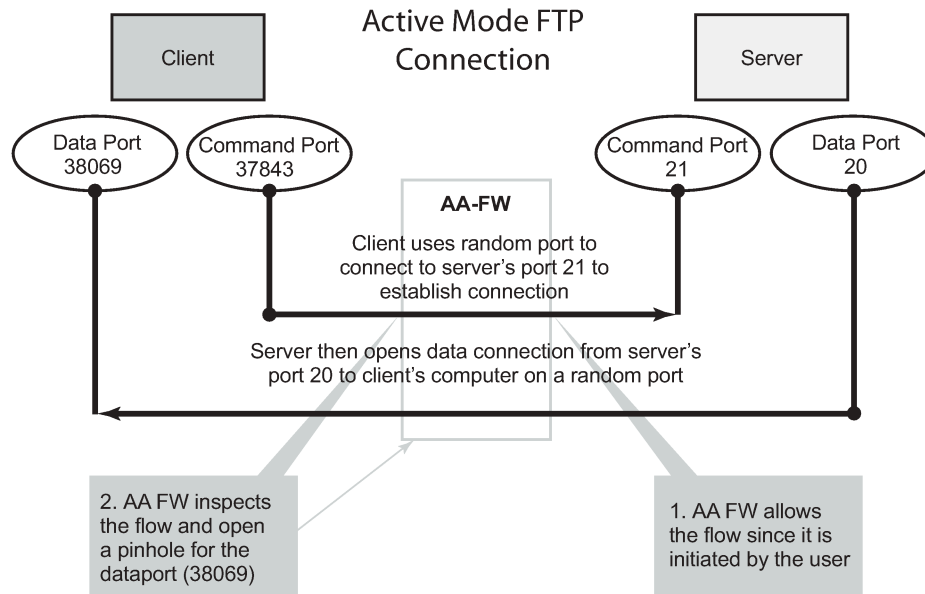 Active Mode FTP
Connection
Client
Server
Data Port
38069
Command Port
37843
Command Port
21
Data Port
20
AA-FW
Client uses random port to
connect to server’s port 21 to
establish connection
Server then opens data connection from server’s
port 20 to client’s computer on a random port
2. AA FW inspects
the flow and open
a pinhole for the
dataport (38069)
1. AA FW allows
the flow since it is
initiated by the user